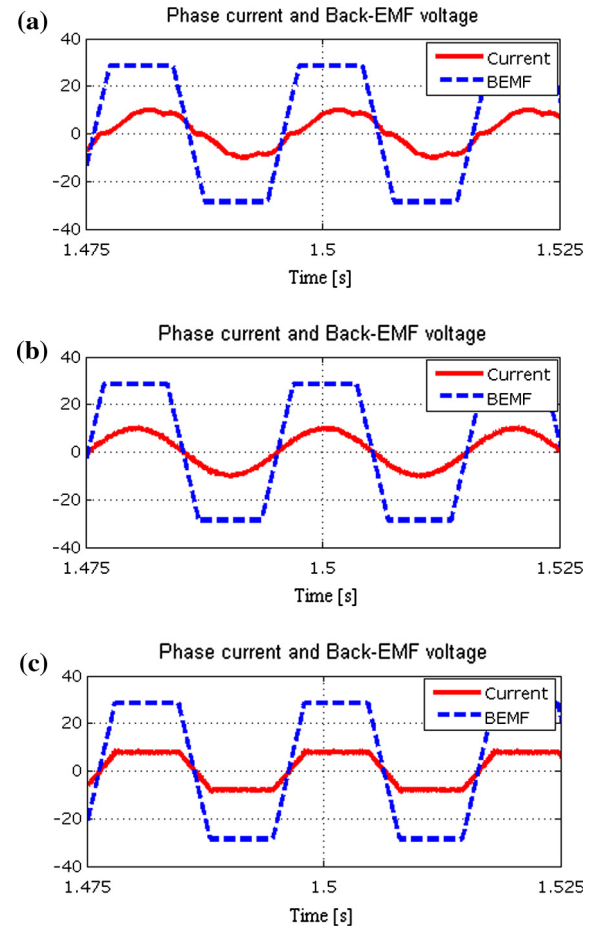 (a)
Phase current and Back-EMF voltage
40
20
0
-20
-40
Current
BEMF
1.475
1.5
1.525
Time [s]
(b)
Phase current and Back-EMF voltage
40
20
0
-20
-40
Current
BEMF
1.475
1.5
1.525
Time [s]
(c)
Phase current and Back-EMF voltage
40
20
0
-20
-40
Current
BEMF
1.475
1.5
1.525
Time [s]